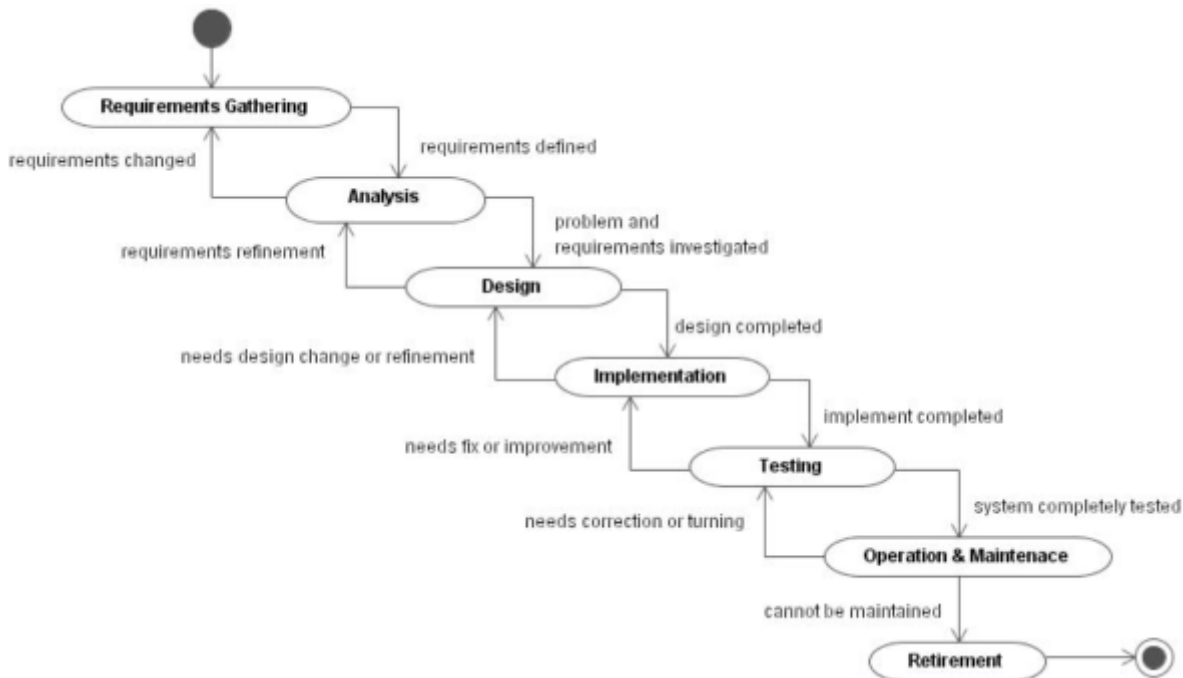 Requirements Gathering
requirements changed
requirements defined
Analysis
problem and
requirements investigated
requirements refinement
Design
design completed
needs design change or refinement
Implementation
implement completed
needs fix or improvement
Testing
system completely tested
needs correction or turning
Operation & Maintenace
cannot be maintained
Retirement